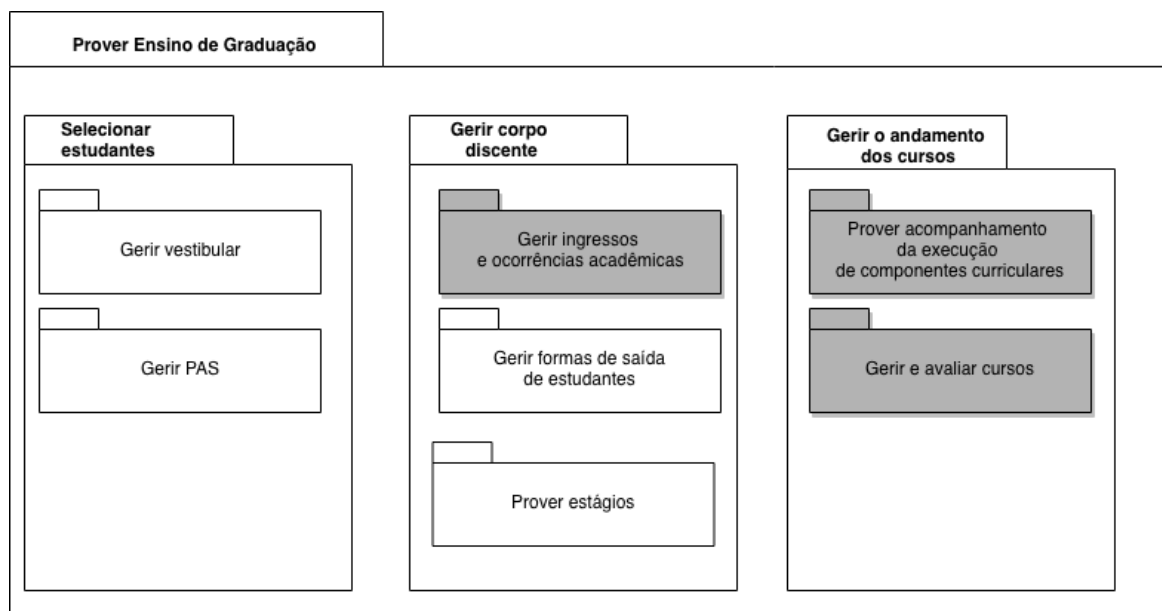 Prover Ensino de Graduação
Selecionar
estudantes
Gerir vestibular
Gerir PAS
Gerir corpo
discente
Gerir ingressos
e ocorrências acadêmicas
Gerir formas de saída
de estudantes
Prover estágios
Gerir o andamento
dos cursos
Prover acompanhamento
da execução
de componentes curriculares
Gerir e avaliar cursos